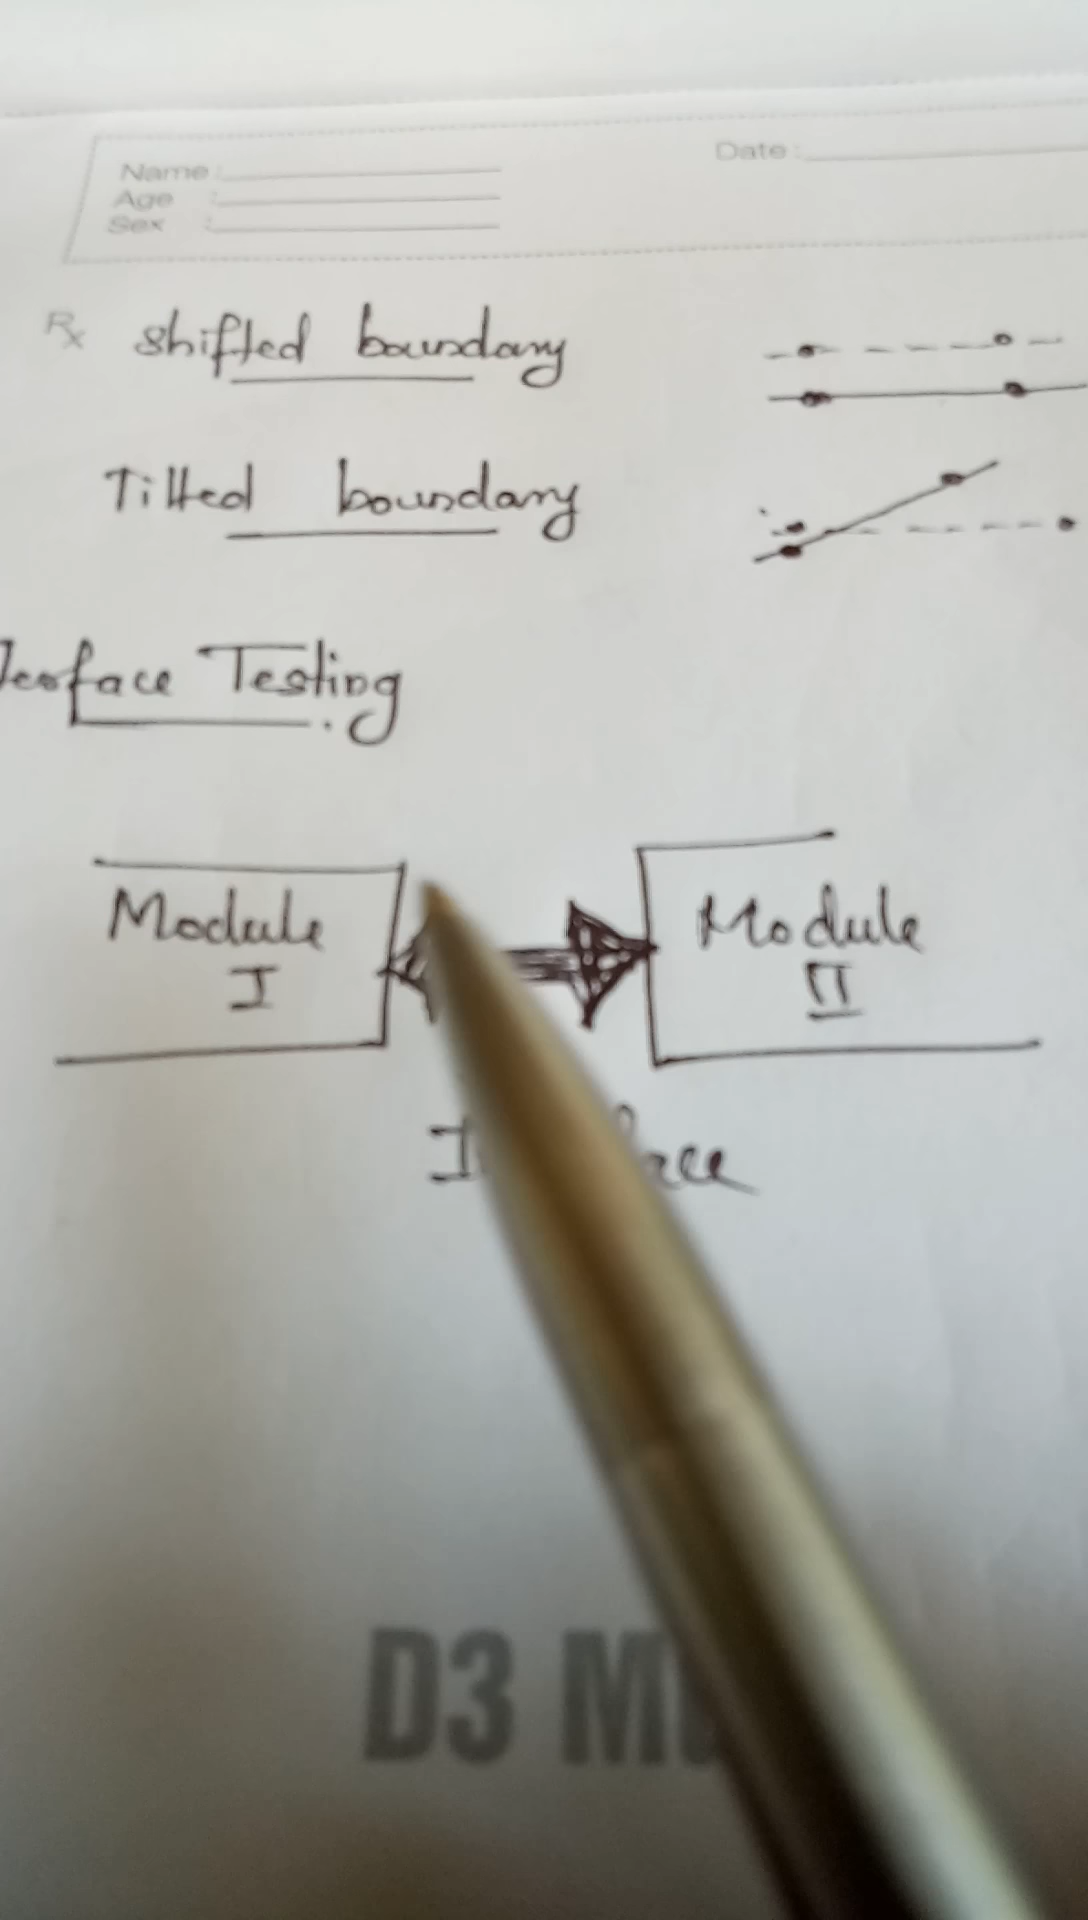 Name :
Age :
Sex :
Date :
Rx shifted boundary
Tilted boundary
Testing
Module
I
Module
II
D3